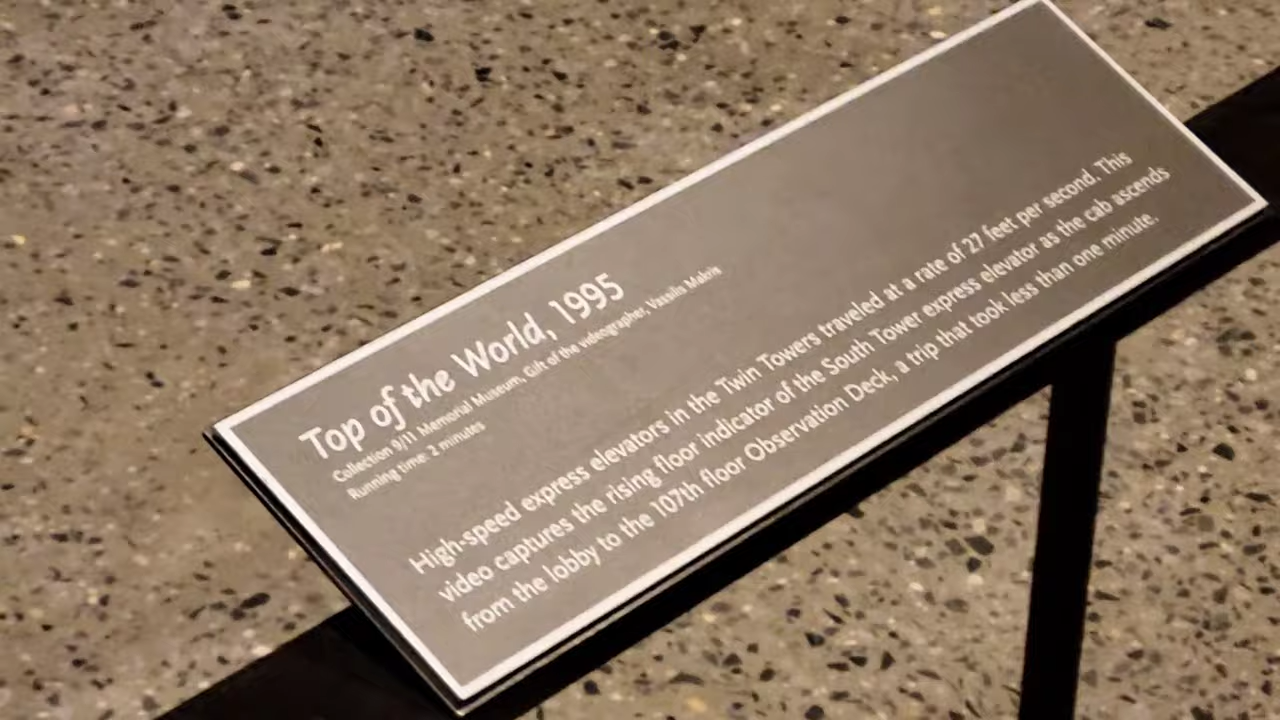 Top of the World, 1995
Collection 9/11 Memorial Museum, Gift of the videographer, Vassilis Makris
Running time: 2 minutes
High-speed express elevators in the Twin Towers traveled at a rate of 27 feet per second. This
video captures the rising floor indicator of the South Tower express elevator as the cab ascends
from the lobby to the 107th floor Observation Deck, a trip that took less than one minute.